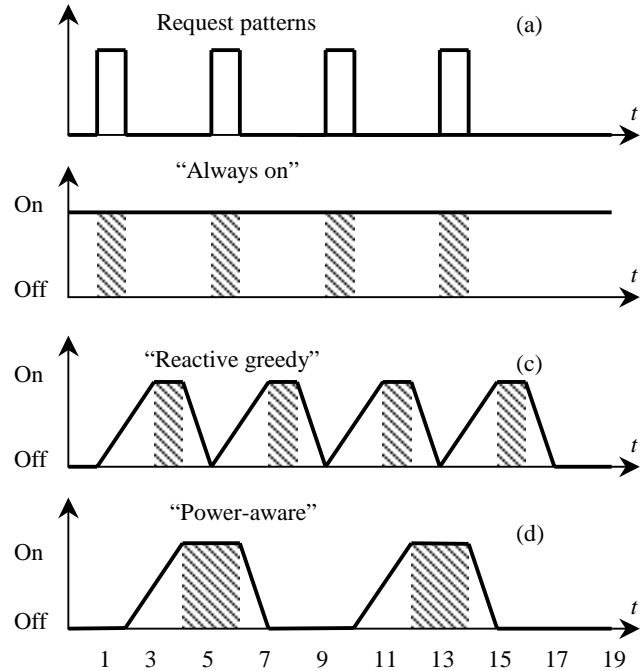 Request patterns
(a)
t
“Always on”
On
Off
t
“Reactive greedy”
(c)
On
Off
t
“Power-aware”
(d)
On
Off
t
1 3 5 7 9 11 13 15 17 19